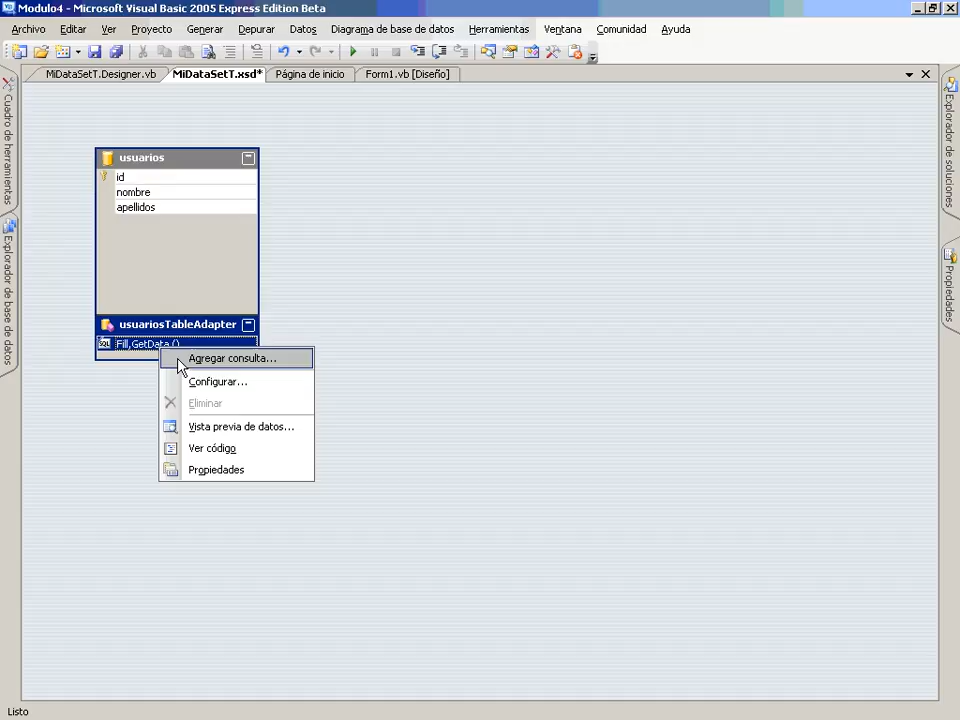 Modulo4 - Microsoft Visual Basic 2005 Express Edition Beta
Archivo Editar Ver Proyecto Generar Depurar Datos Diagrama de base de datos Herramientas Ventana Comunidad Ayuda
MiDataSetT.Designer.vb MiDataSetT.xsd* Página de inicio Form1.vb [Diseño]
Cuadro de herramientas
Explorador de base de datos
Explorador de soluciones
Propiedades
usuarios
id
nombre
apellidos
usuariosTableAdapter
SQL Fill,GetData ()
Agregar consulta...
Configurar...
Eliminar
Vista previa de datos...
Ver código
Propiedades
Listo